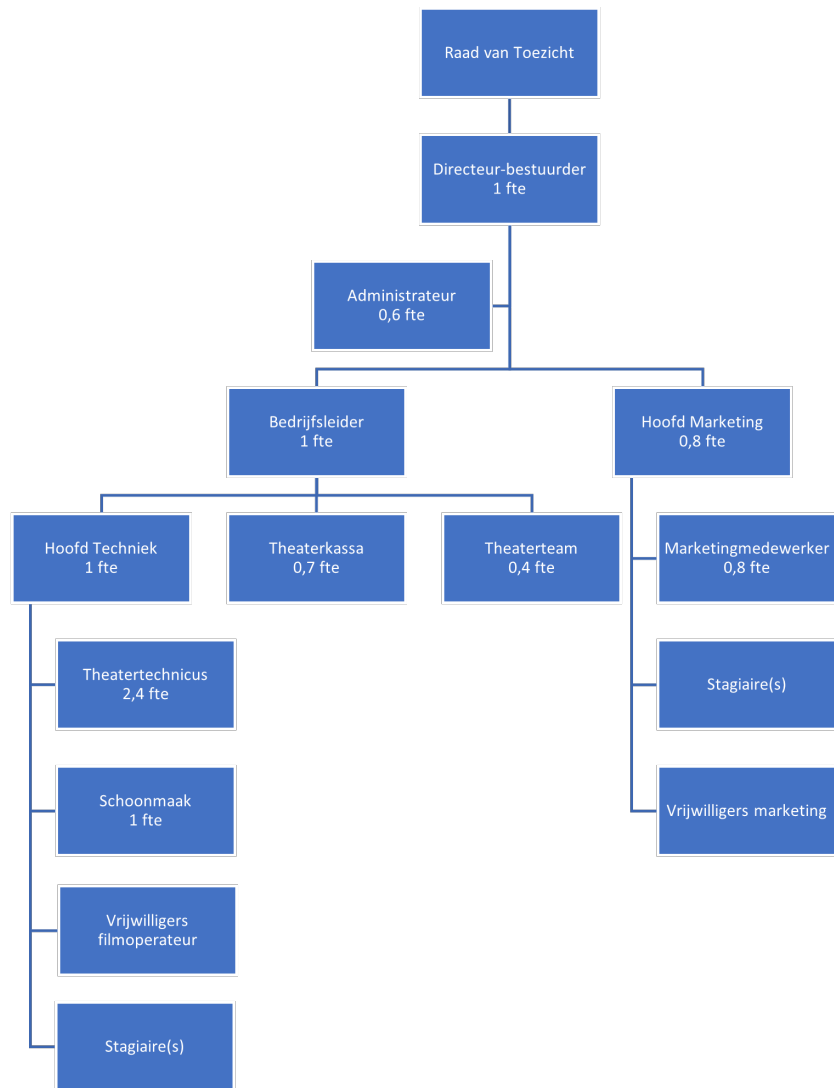 Raad van Toezicht
Directeur-bestuurder
1 fte
Administrateur
0,6 fte
Bedrijfsleider
1 fte
Hoofd Marketing
0,8 fte
Hoofd Techniek
1 fte
Theaterkassa
0,7 fte
Theaterteam
0,4 fte
Marketingmedewerker
0,8 fte
Theatertechnicus
2,4 fte
Stagiaire(s)
Schoonmaak
1 fte
Vrijwilligers marketing
Vrijwilligers
filmoperateur
Stagiaire(s)